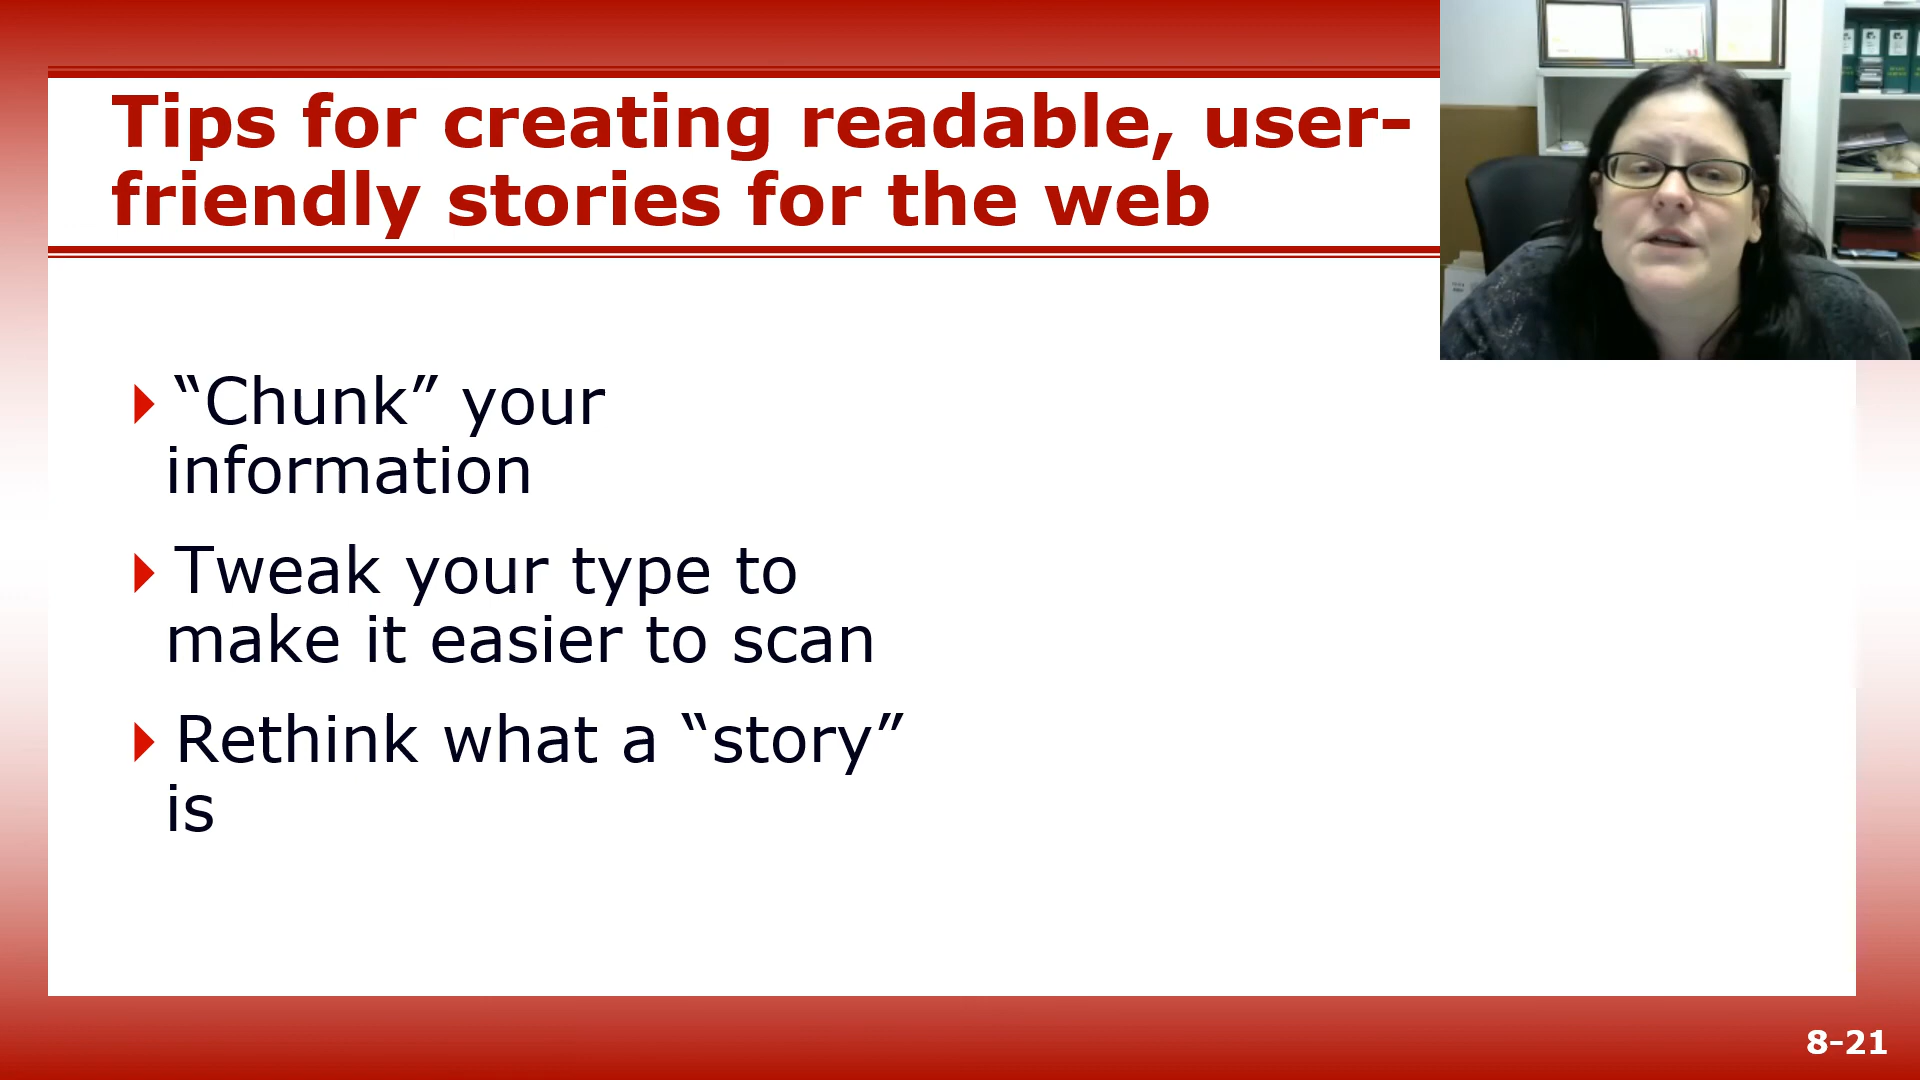 Tips for creating readable, user-
friendly stories for the web
“Chunk” your
information
Tweak your type to
make it easier to scan
Rethink what a “story”
is
8-21